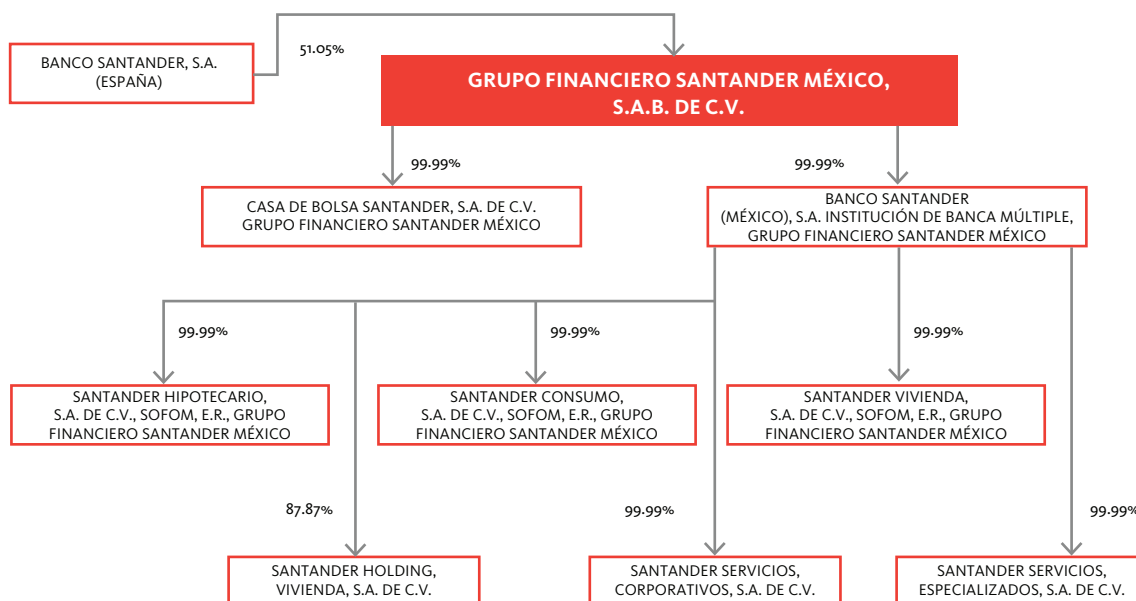 51.05%
BANCO SANTANDER, S.A.
(ESPAÑA)
GRUPO FINANCIERO SANTANDER MÉXICO,
S.A.B. DE C.V.
99.99%
99.99%
CASA DE BOLSA SANTANDER, S.A. DE C.V.
GRUPO FINANCIERO SANTANDER MÉXICO
BANCO SANTANDER
(MÉXICO), S.A. INSTITUCIÓN DE BANCA MÚLTIPLE,
GRUPO FINANCIERO SANTANDER MÉXICO
99.99%
99.99%
99.99%
SANTANDER HIPOTECARIO,
S.A. DE C.V., SOFOM, E.R., GRUPO
FINANCIERO SANTANDER MÉXICO
SANTANDER CONSUMO,
S.A. DE C.V., SOFOM, E.R., GRUPO
FINANCIERO SANTANDER MÉXICO
SANTANDER VIVIENDA,
S.A. DE C.V., SOFOM, E.R., GRUPO
FINANCIERO SANTANDER MÉXICO
87.87%
99.99%
99.99%
SANTANDER HOLDING,
VIVIENDA, S.A. DE C.V.
SANTANDER SERVICIOS,
CORPORATIVOS, S.A. DE C.V.
SANTANDER SERVICIOS,
ESPECIALIZADOS, S.A. DE C.V.